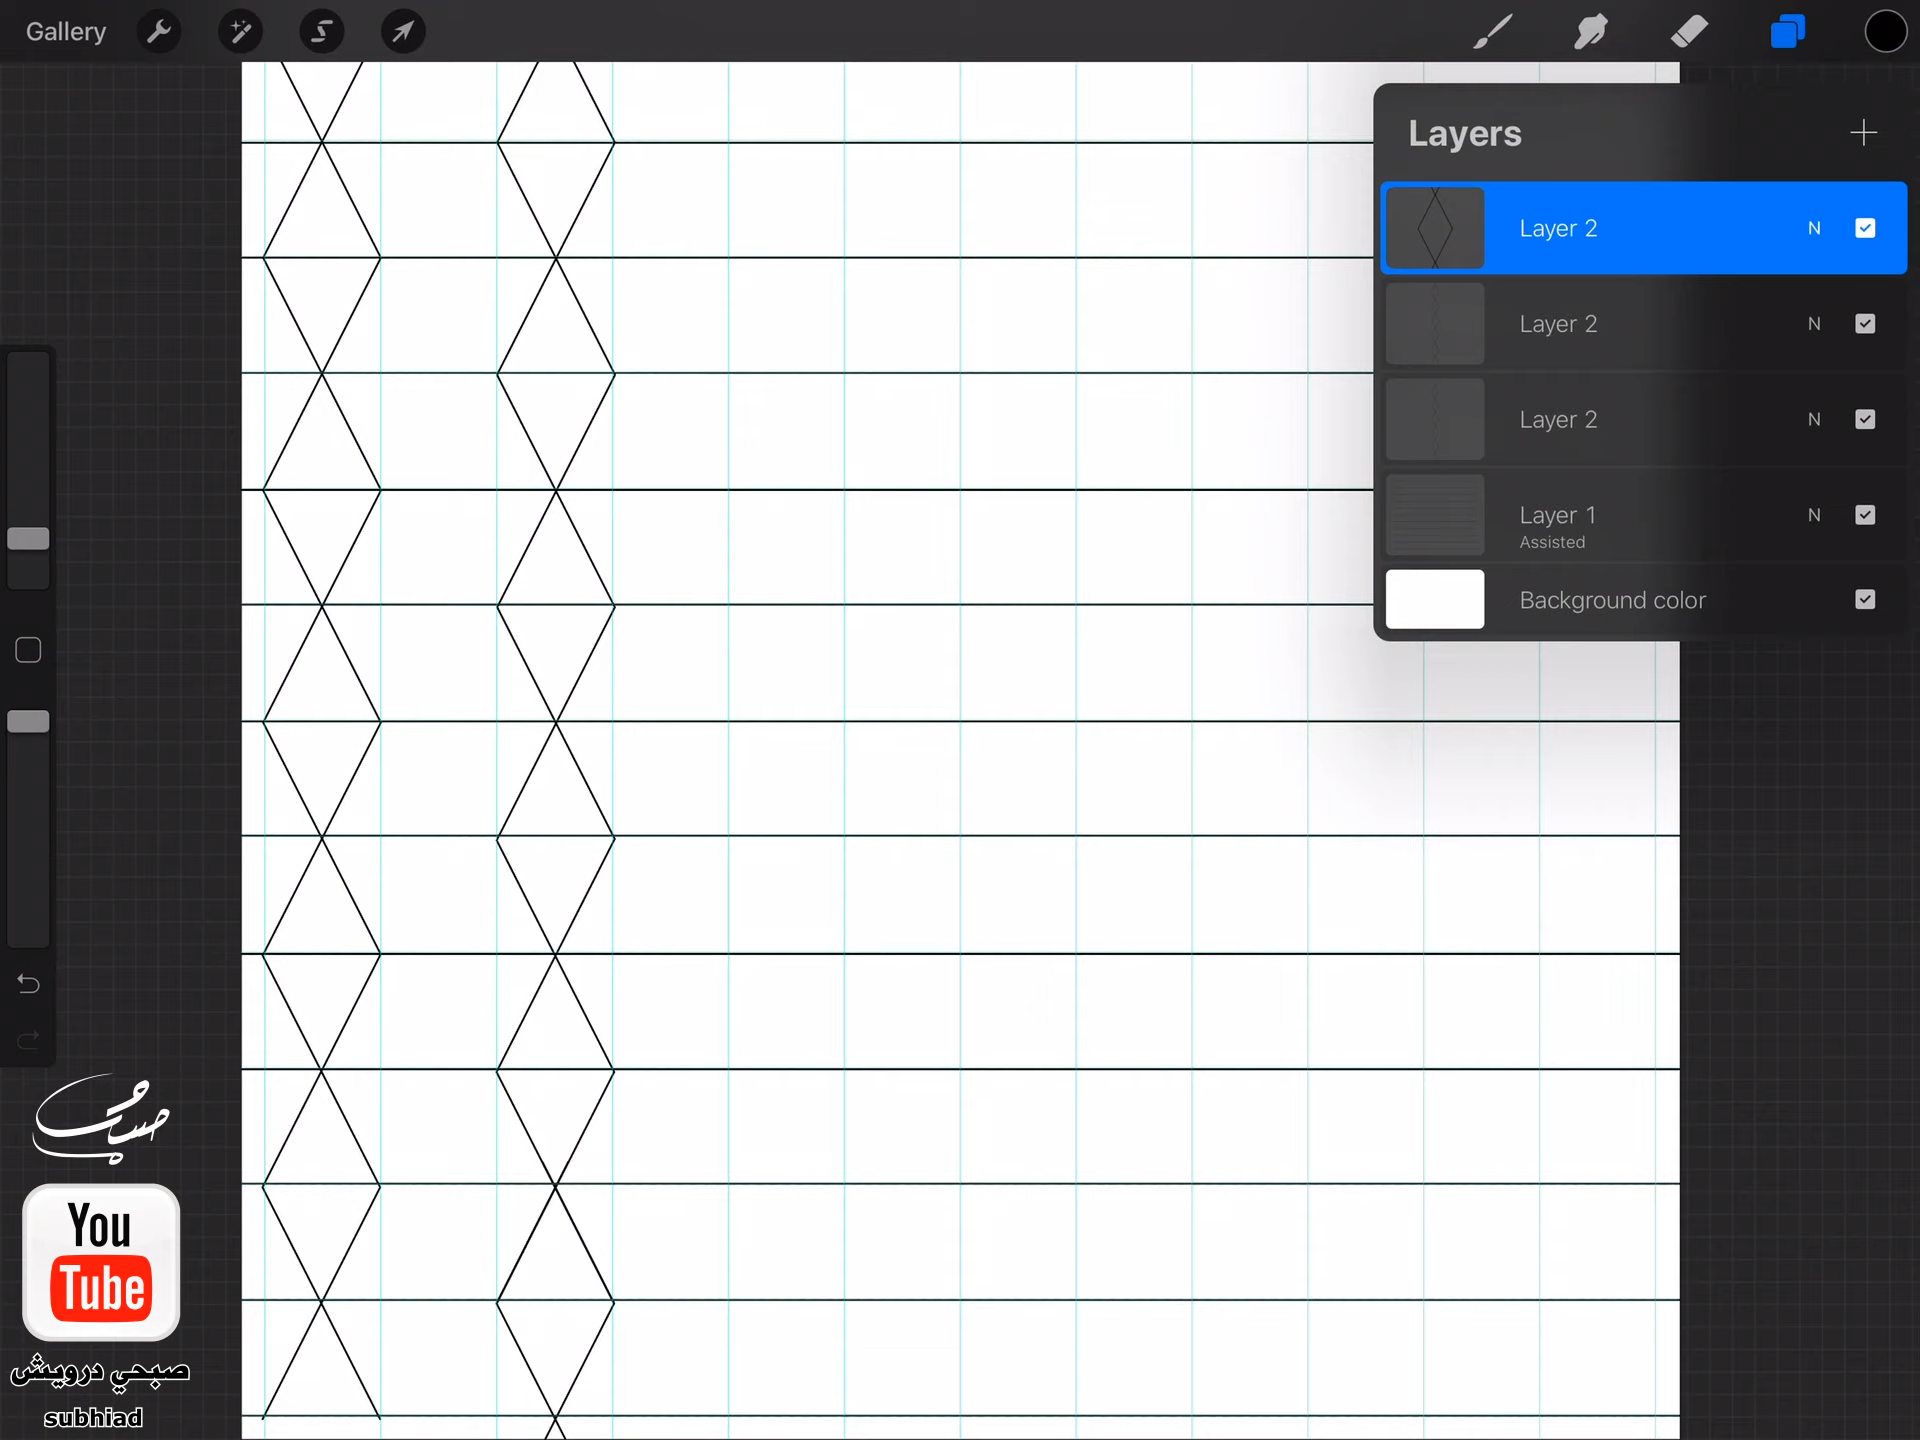 Gallery
Layers
Layer 2
N
Layer 2
N
Layer 2
N
Layer 1
N
Assisted
Background color
You
Tube
صبحي درويش
subhiad